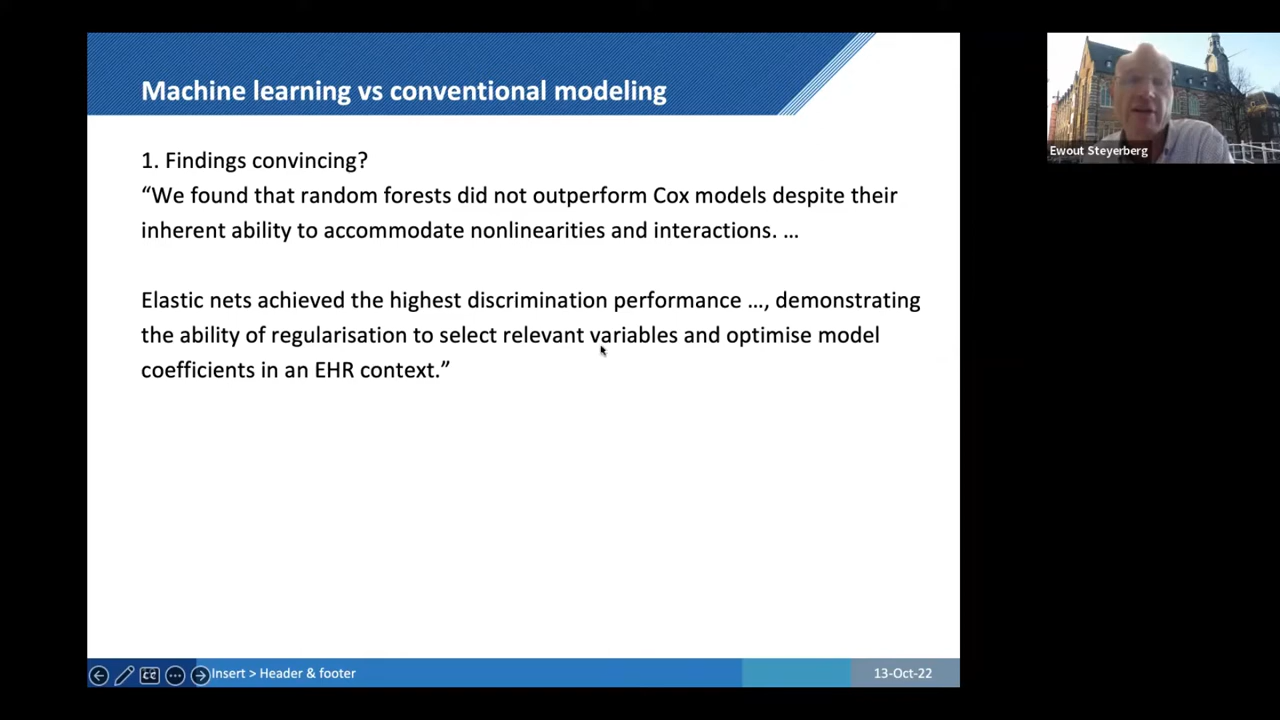 Machine learning vs conventional modeling
1. Findings convincing?
“We found that random forests did not outperform Cox models despite their
inherent ability to accommodate nonlinearities and interactions. …
Elastic nets achieved the highest discrimination performance …, demonstrating
the ability of regularisation to select relevant variables and optimise model
coefficients in an EHR context.”
Insert > Header & footer
13-Oct-22
Ewout Steyerberg